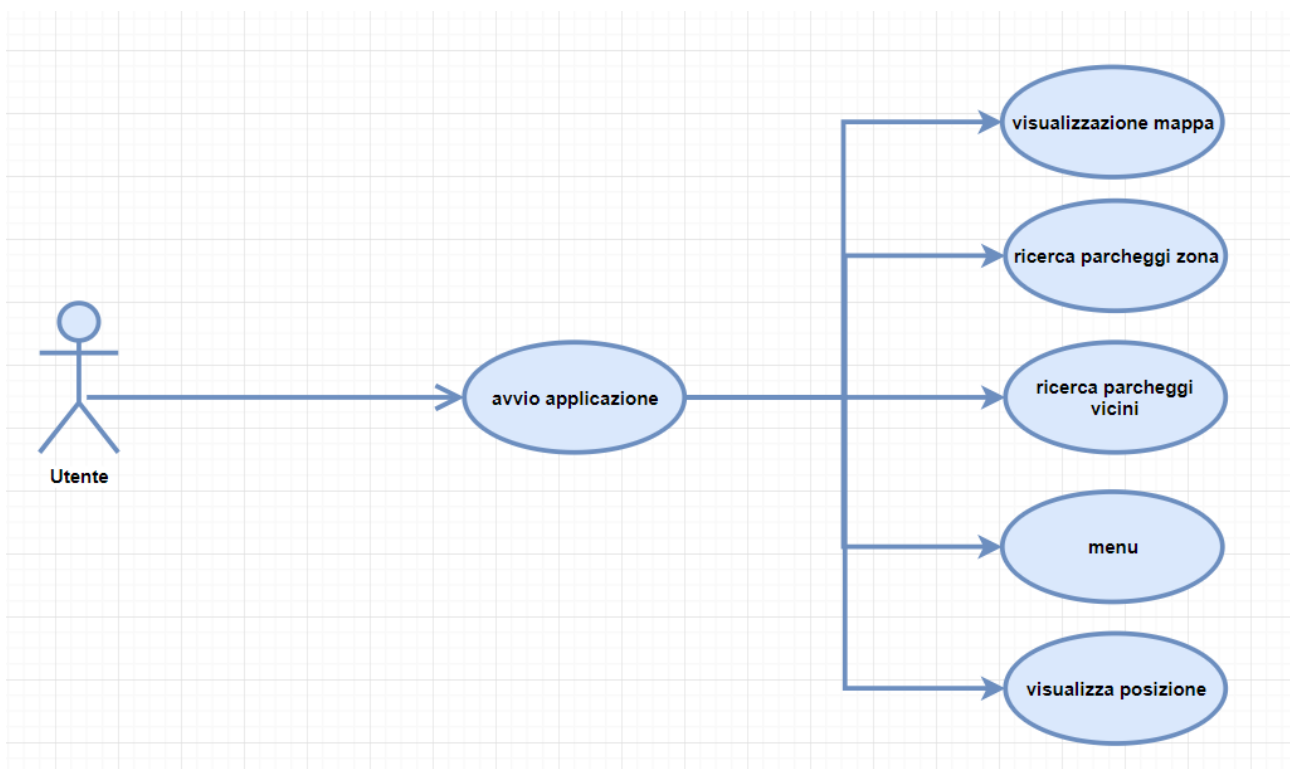 visualizzazione mappa
ricerca parcheggi zona
ricerca parcheggi
vicini
avvio applicazione
Utente
menu
visualizza posizione